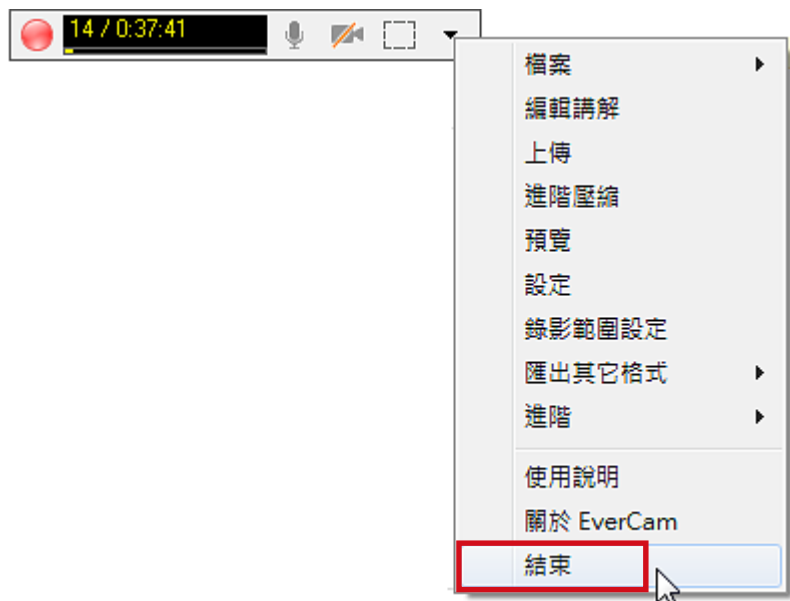 14 / 0:37:41
檔案
編輯講解
上傳
進階壓縮
預覽
設定
錄影範圍設定
匯出其它格式
進階
使用說明
關於 EverCam
結束